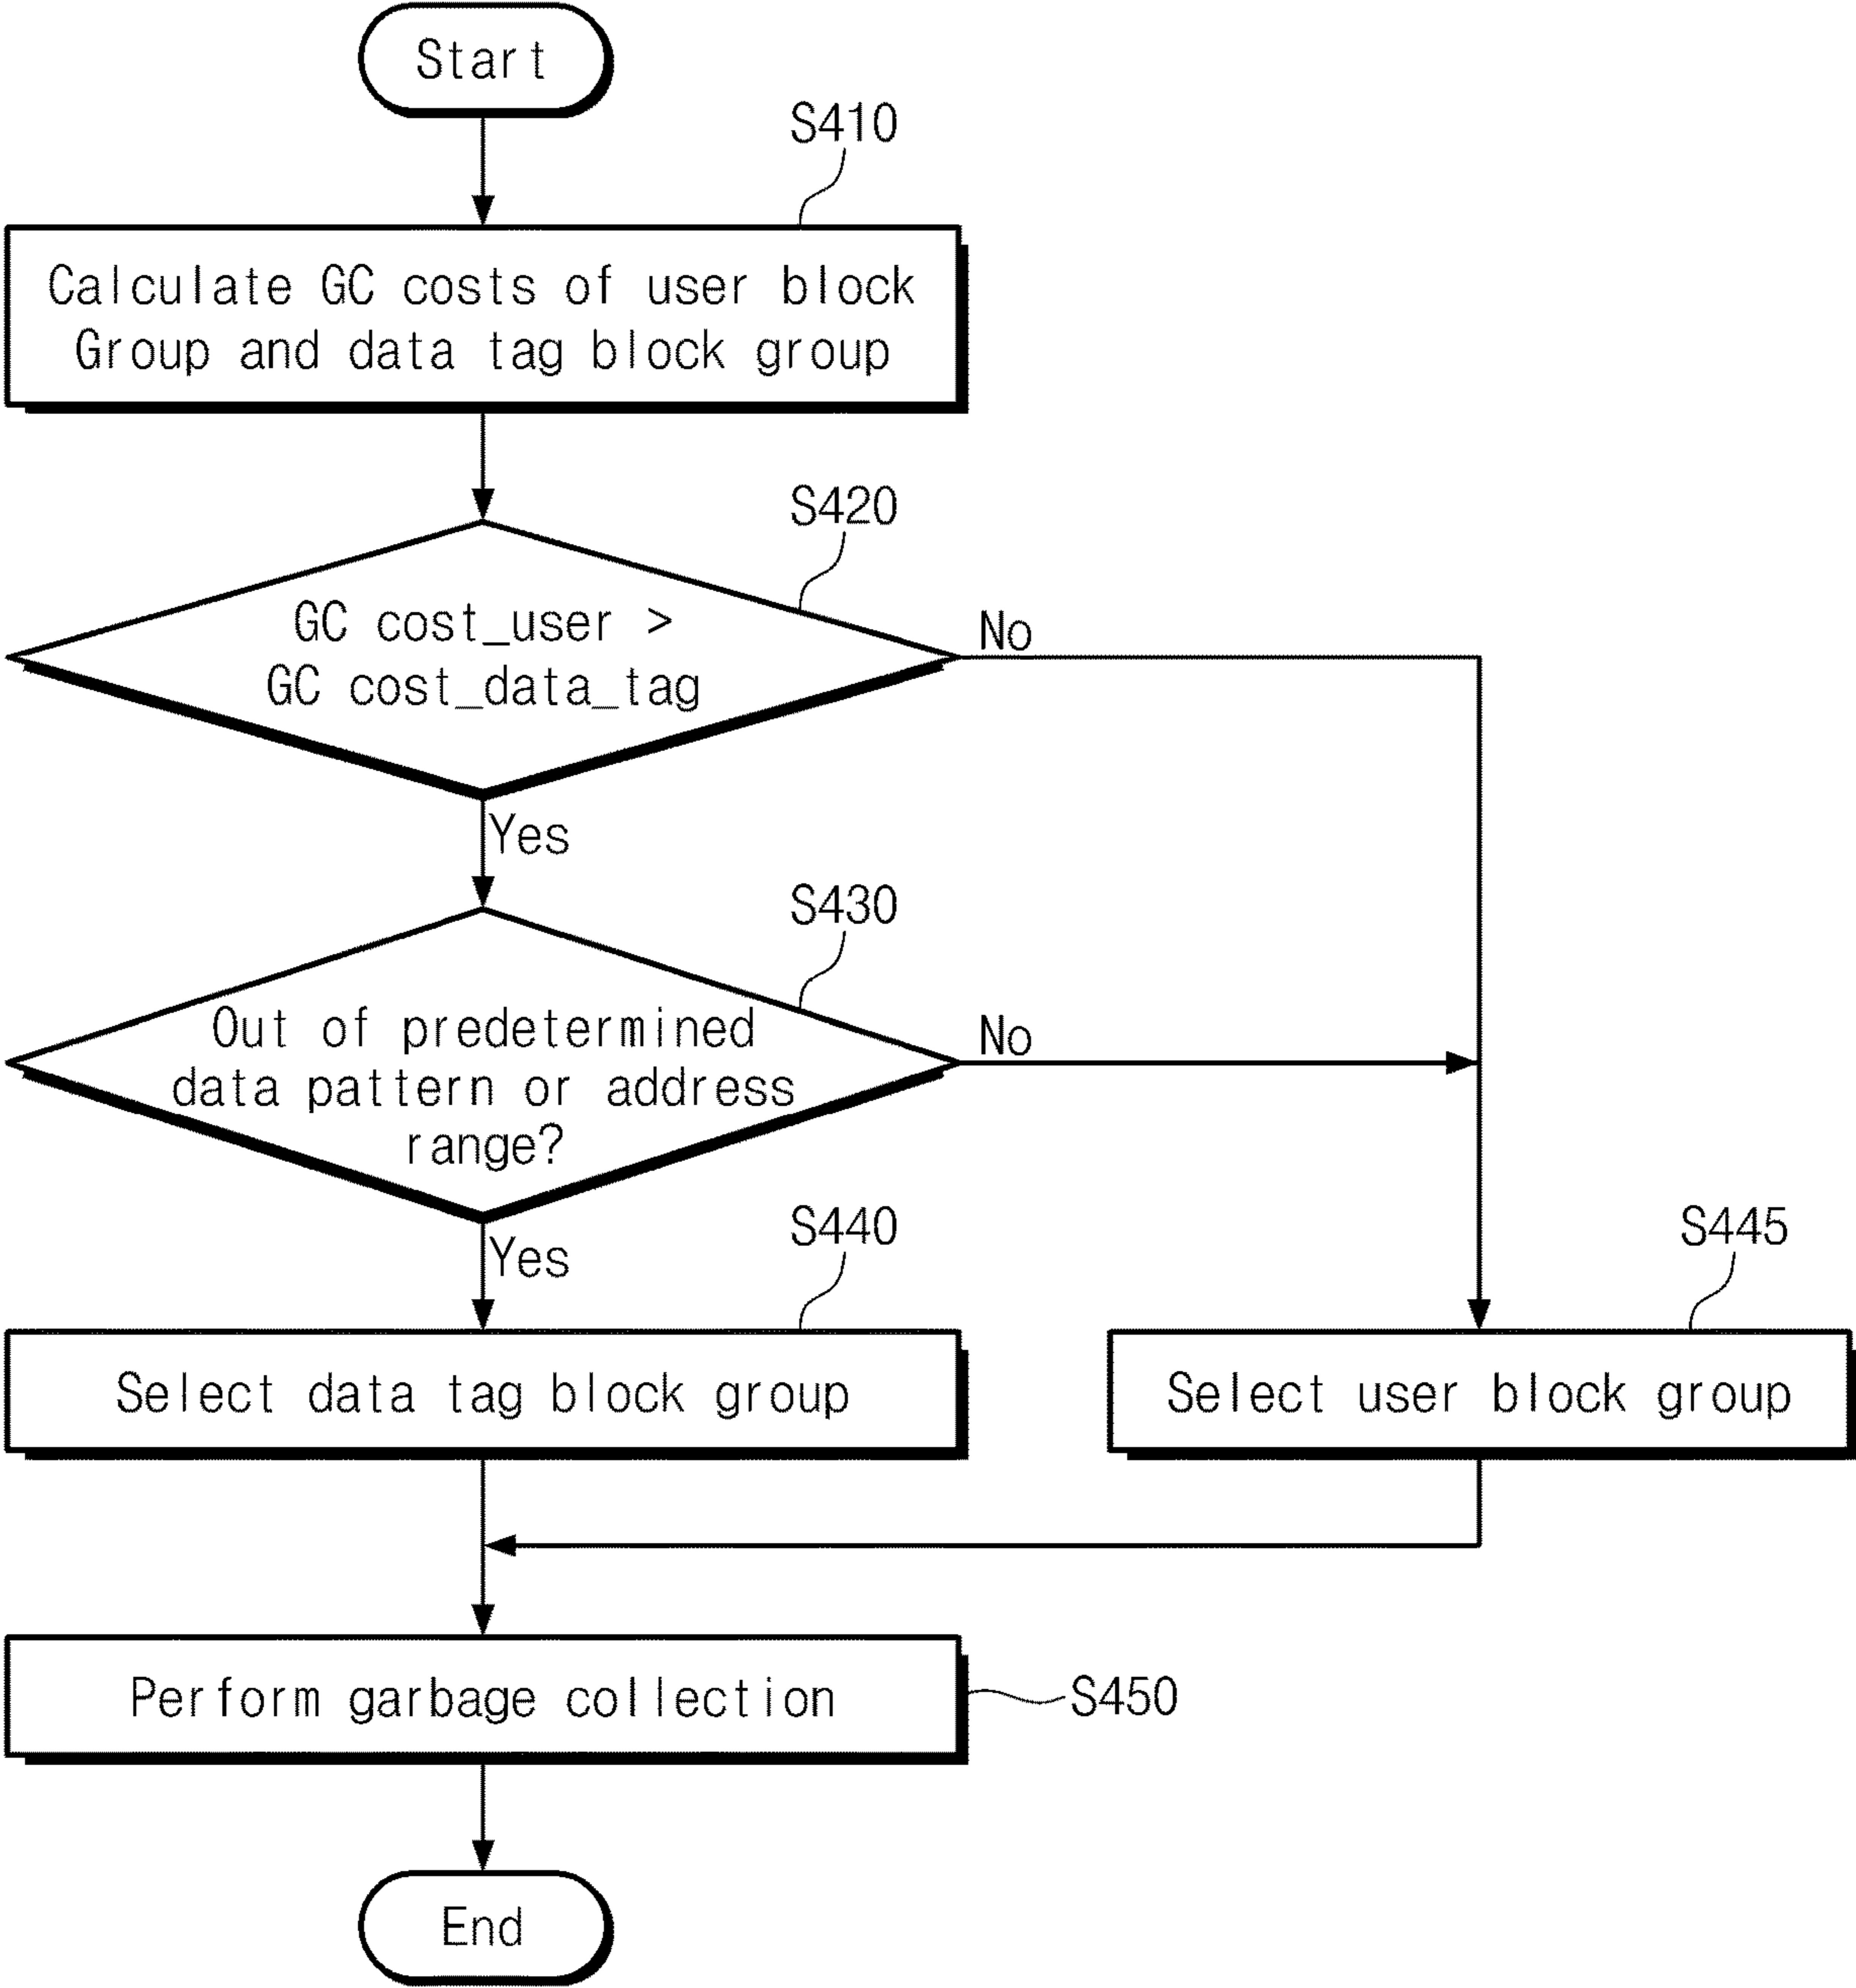 Start
S410
Calculate GC costs of user block
Group and data tag block group
S420
GC cost_user >
GC cost_data_tag
No
Yes
S430
Out of predetermined
data pattern or address
range?
No
Yes
S440
S445
Select data tag block group
Select user block group
Perform garbage collection
S450
End